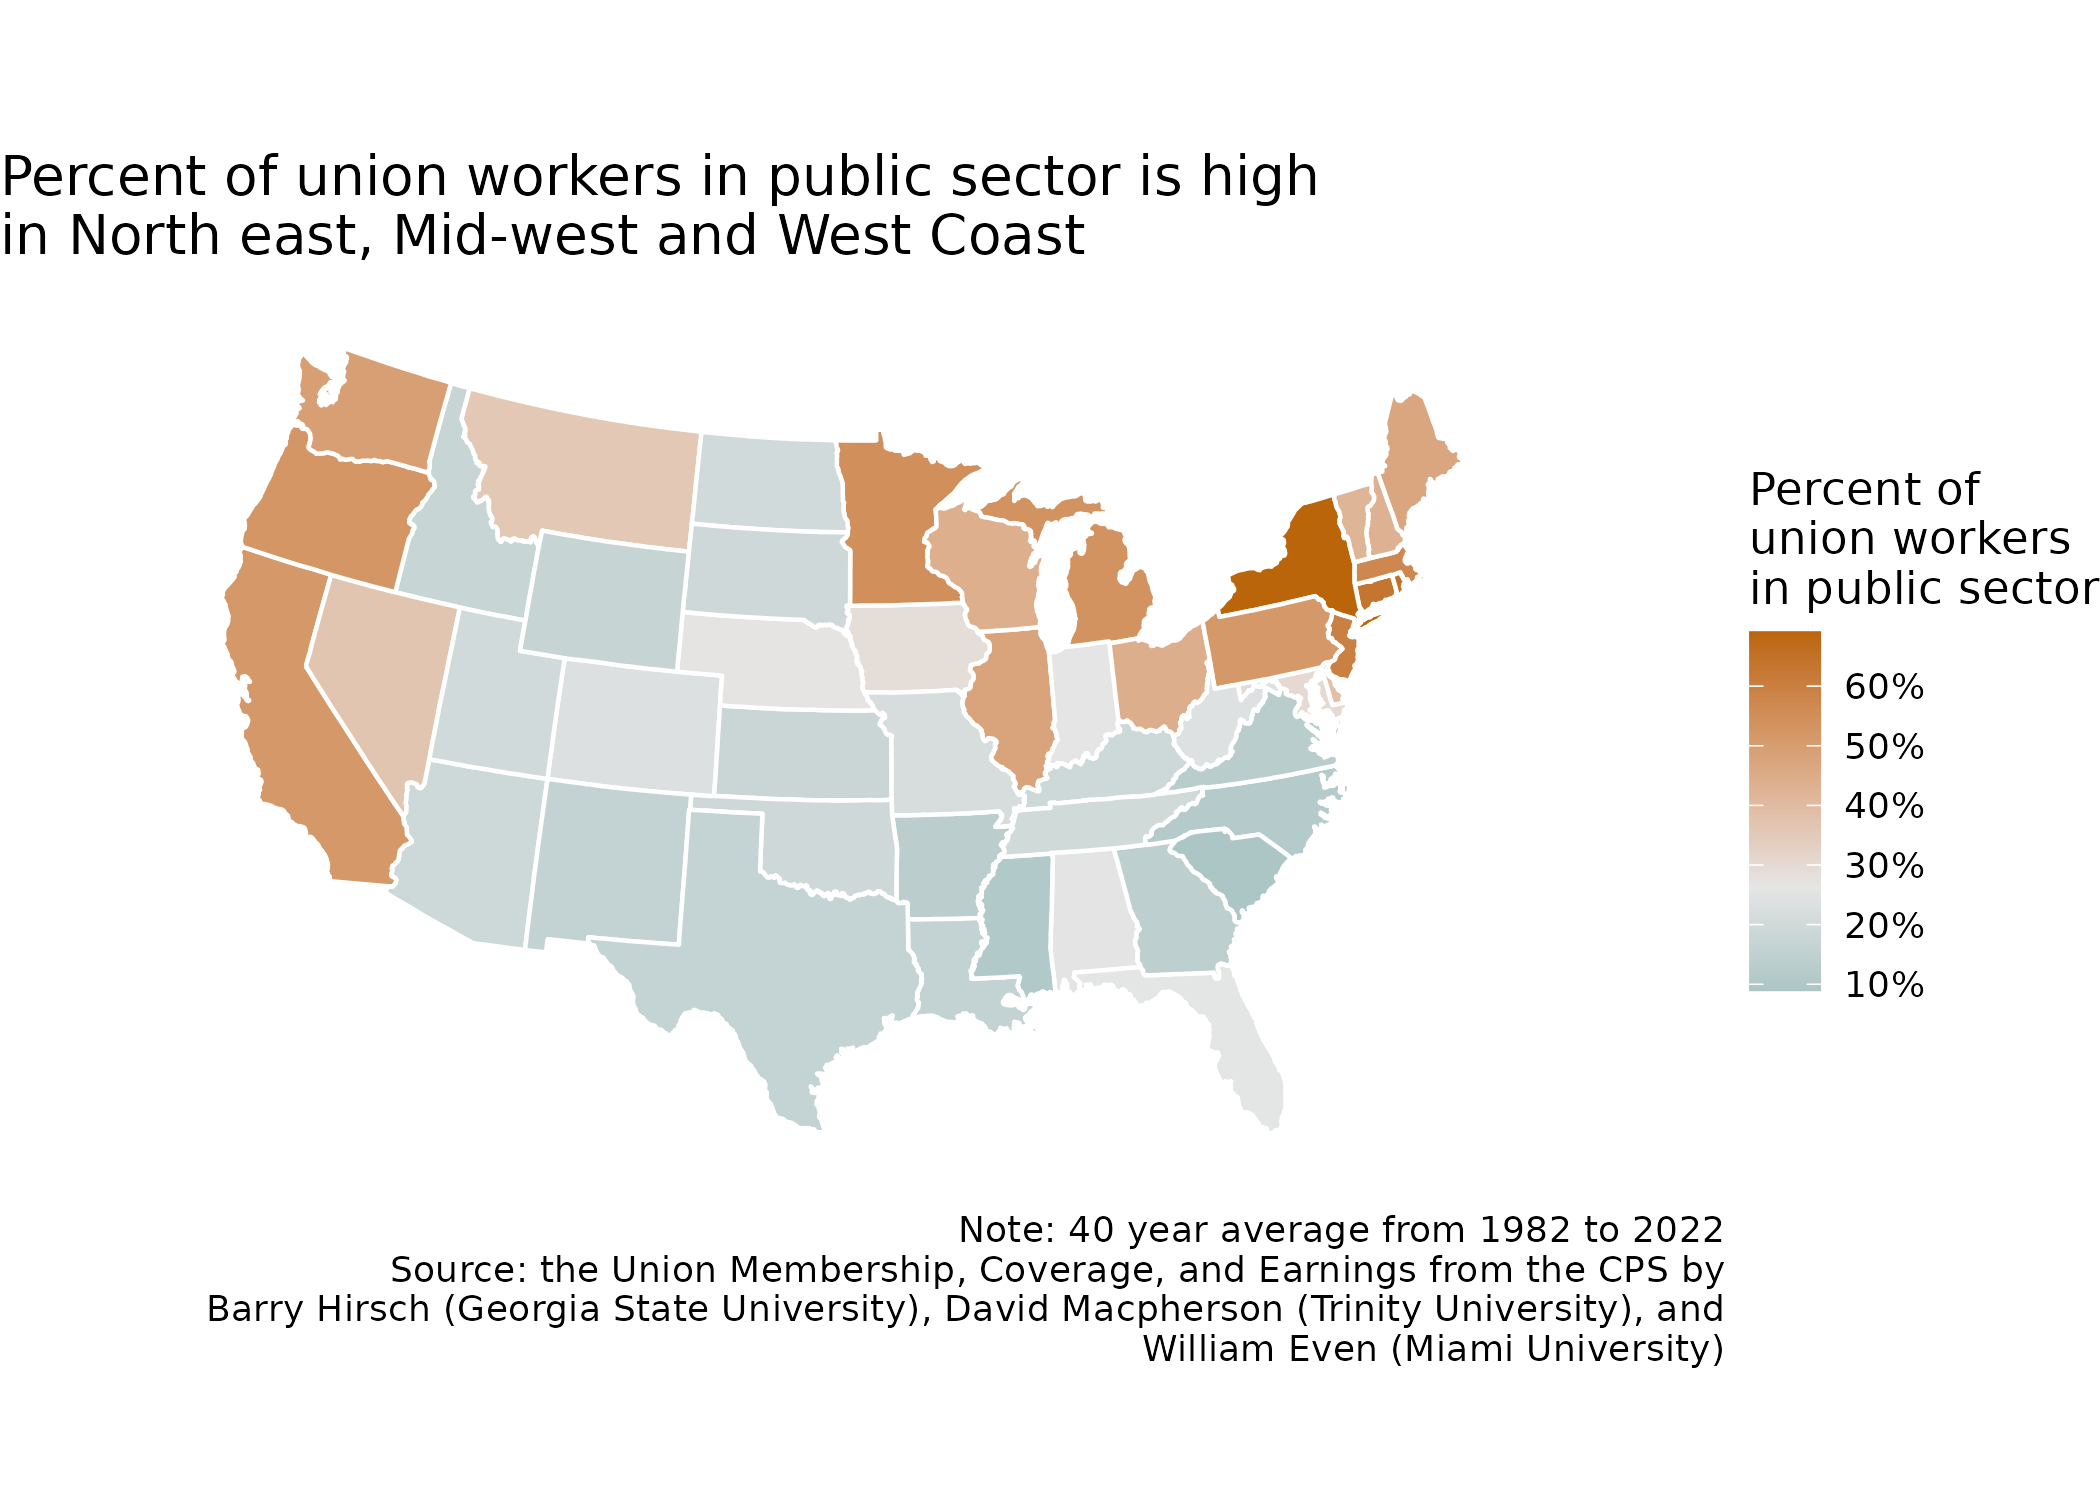 Percent of union workers in public sector is high
in North east, Mid-west and West Coast
Percent of
union workers
in public sector
60%
50%
40%
30%
20%
10%
Note: 40 year average from 1982 to 2022
Source: the Union Membership, Coverage, and Earnings from the CPS by
Barry Hirsch (Georgia State University), David Macpherson (Trinity University), and
William Even (Miami University)